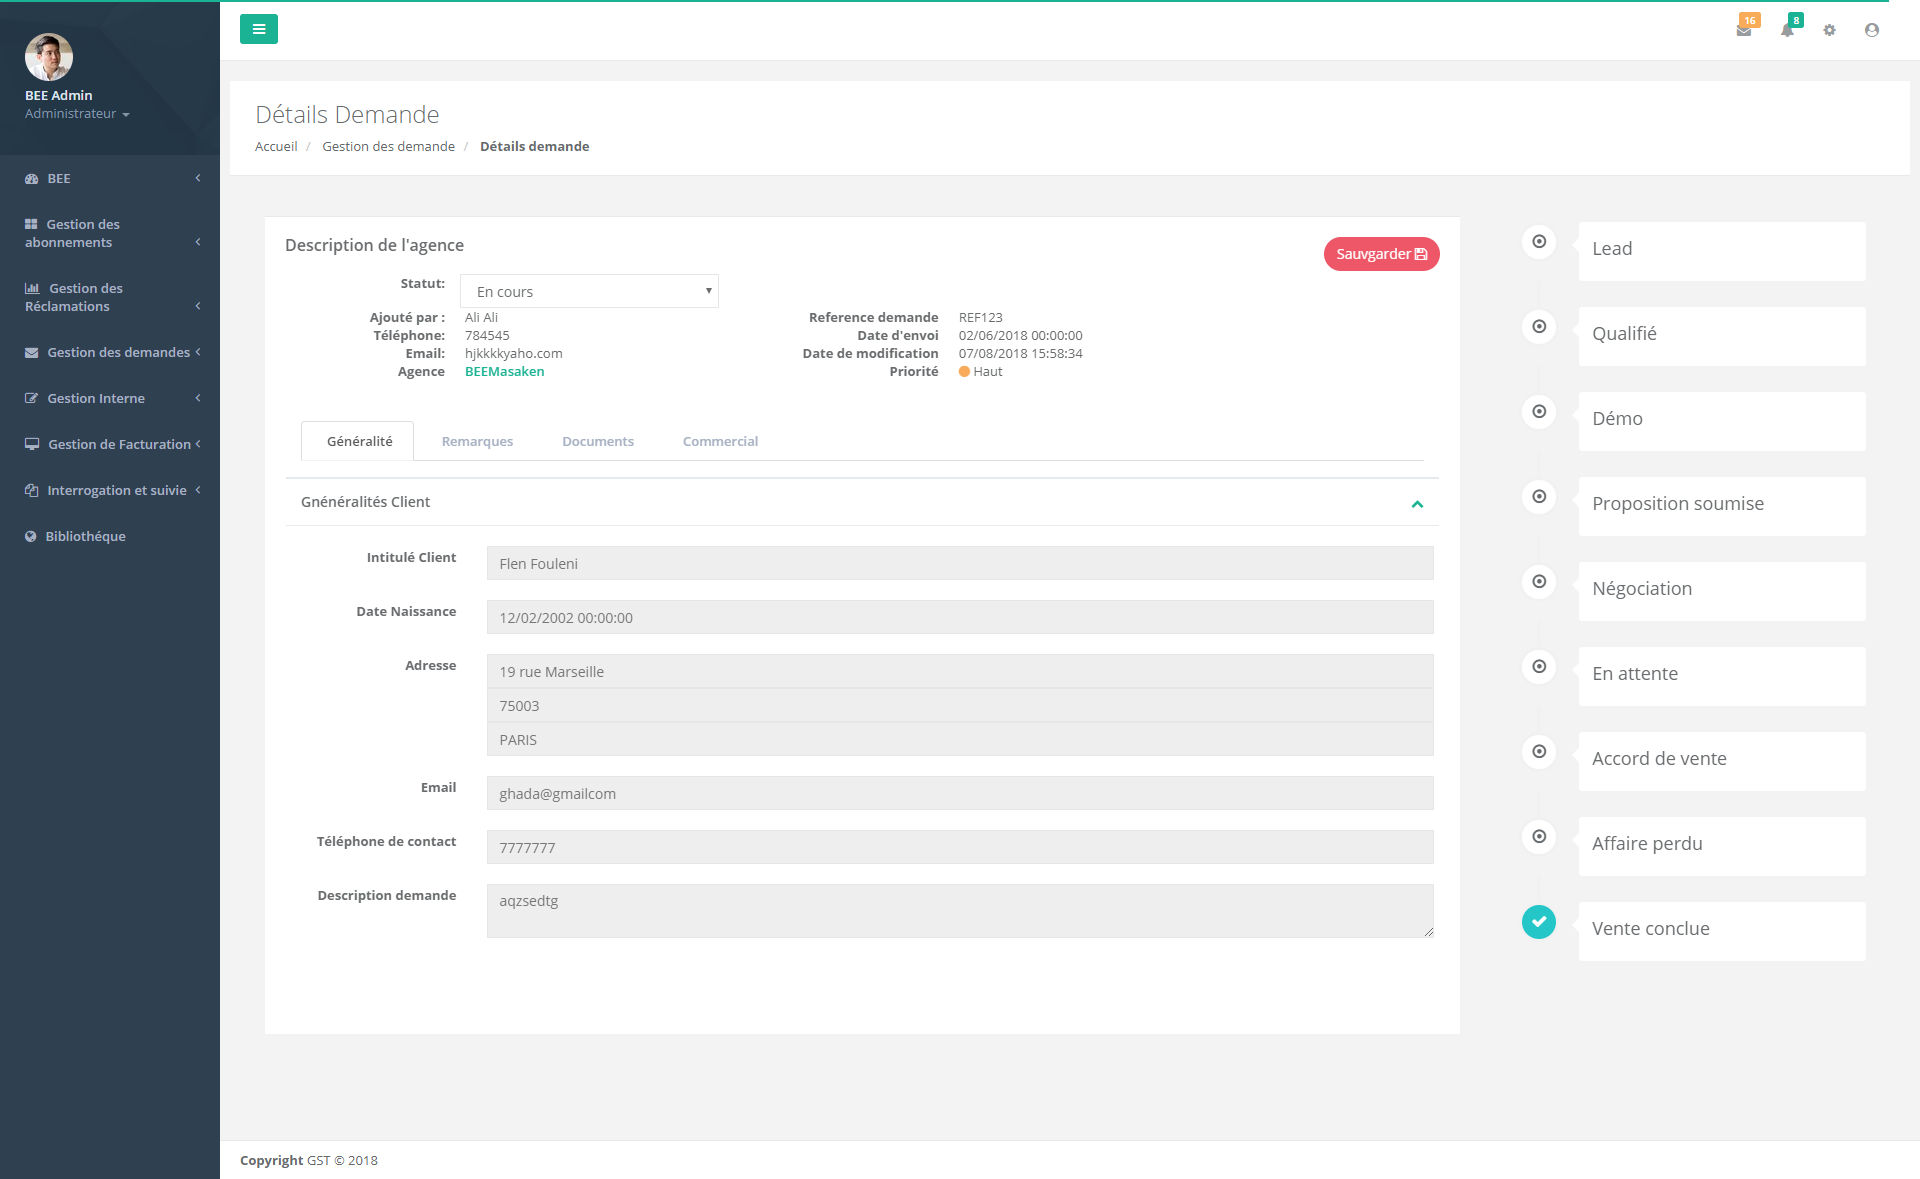 BEE Admin
Administrateur
BEE
Gestion des
abonnements
Gestion des
Réclamations
Gestion des demandes
Gestion Interne
Gestion de Facturation
Interrogation et suivie
Bibliothéque
16
8
Détails Demande
Accueil / Gestion des demande / Détails demande
Description de l'agence
Sauvgarder
Statut: En cours
Ajouté par : Ali Ali
Téléphone: 784545
Email: hjkkkkyaho.com
Agence BEEMasaken
Reference demande REF123
Date d'envoi 02/06/2018 00:00:00
Date de modification 07/08/2018 15:58:34
Priorité Haut
Généralité Remarques Documents Commercial
Gnénéralités Client
Intitulé Client Flen Fouleni
Date Naissance 12/02/2002 00:00:00
Adresse 19 rue Marseille
75003
PARIS
Email ghada@gmailcom
Téléphone de contact 7777777
Description demande aqzsedtg
Lead
Qualifié
Démo
Proposition soumise
Négociation
En attente
Accord de vente
Affaire perdu
Vente conclue
Copyright GST © 2018